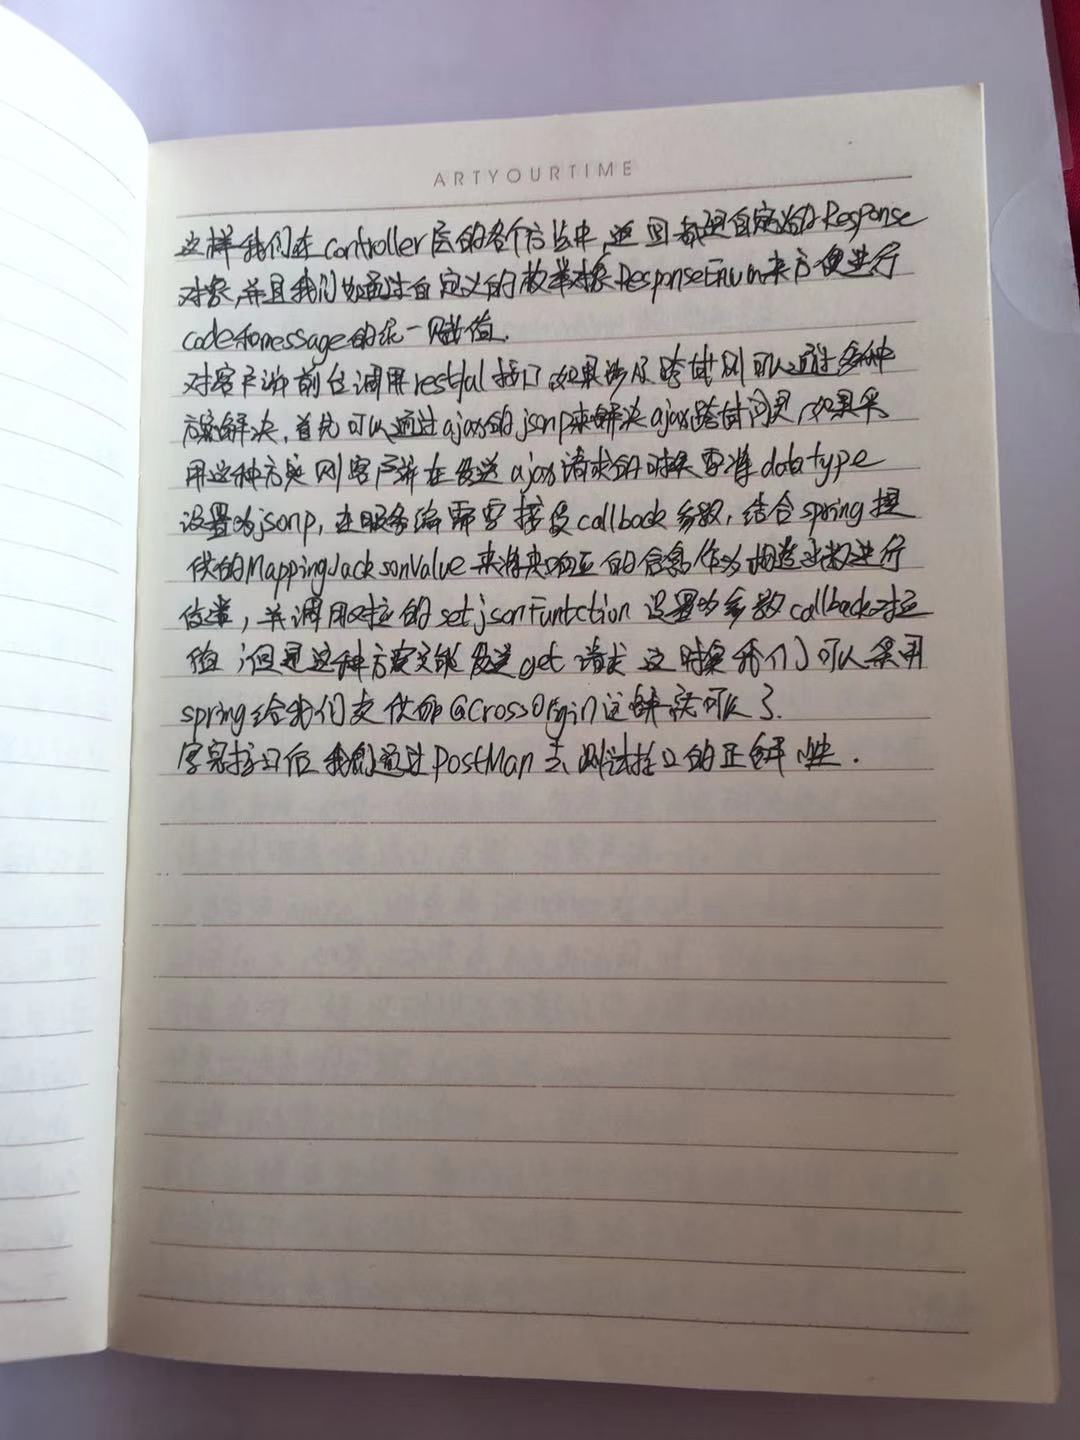 ARTYOURTIME
这样我们在controller层的各个方法中,返回都是自定义的Response
对象,并且我们也通过自定义的枚举对象ResponseEnum来方便进行
code和message的统一赋值.
对客户端前台调用restful接口如果涉及跨域则可以通过多种
方案解决,首先可以通过ajax的jsonp来解决ajax跨域问题,如果采
用这种方案则客户端在发送ajax请求的时候要准datatype
设置为jsonp,在服务端需要接受callback参数,结合spring提
供的MappingJacksonValue来将来响应的信息作为构造参数进行
传递,并调用对应的setjsonFuntction设置为参数callback对应
值;但是这种方案只能发送get请求 这时候我们可以采用
spring给我们提供的@CrossOrigin注解就可以了.
写完接口后我们通过PostMan去测试接口的正确性.